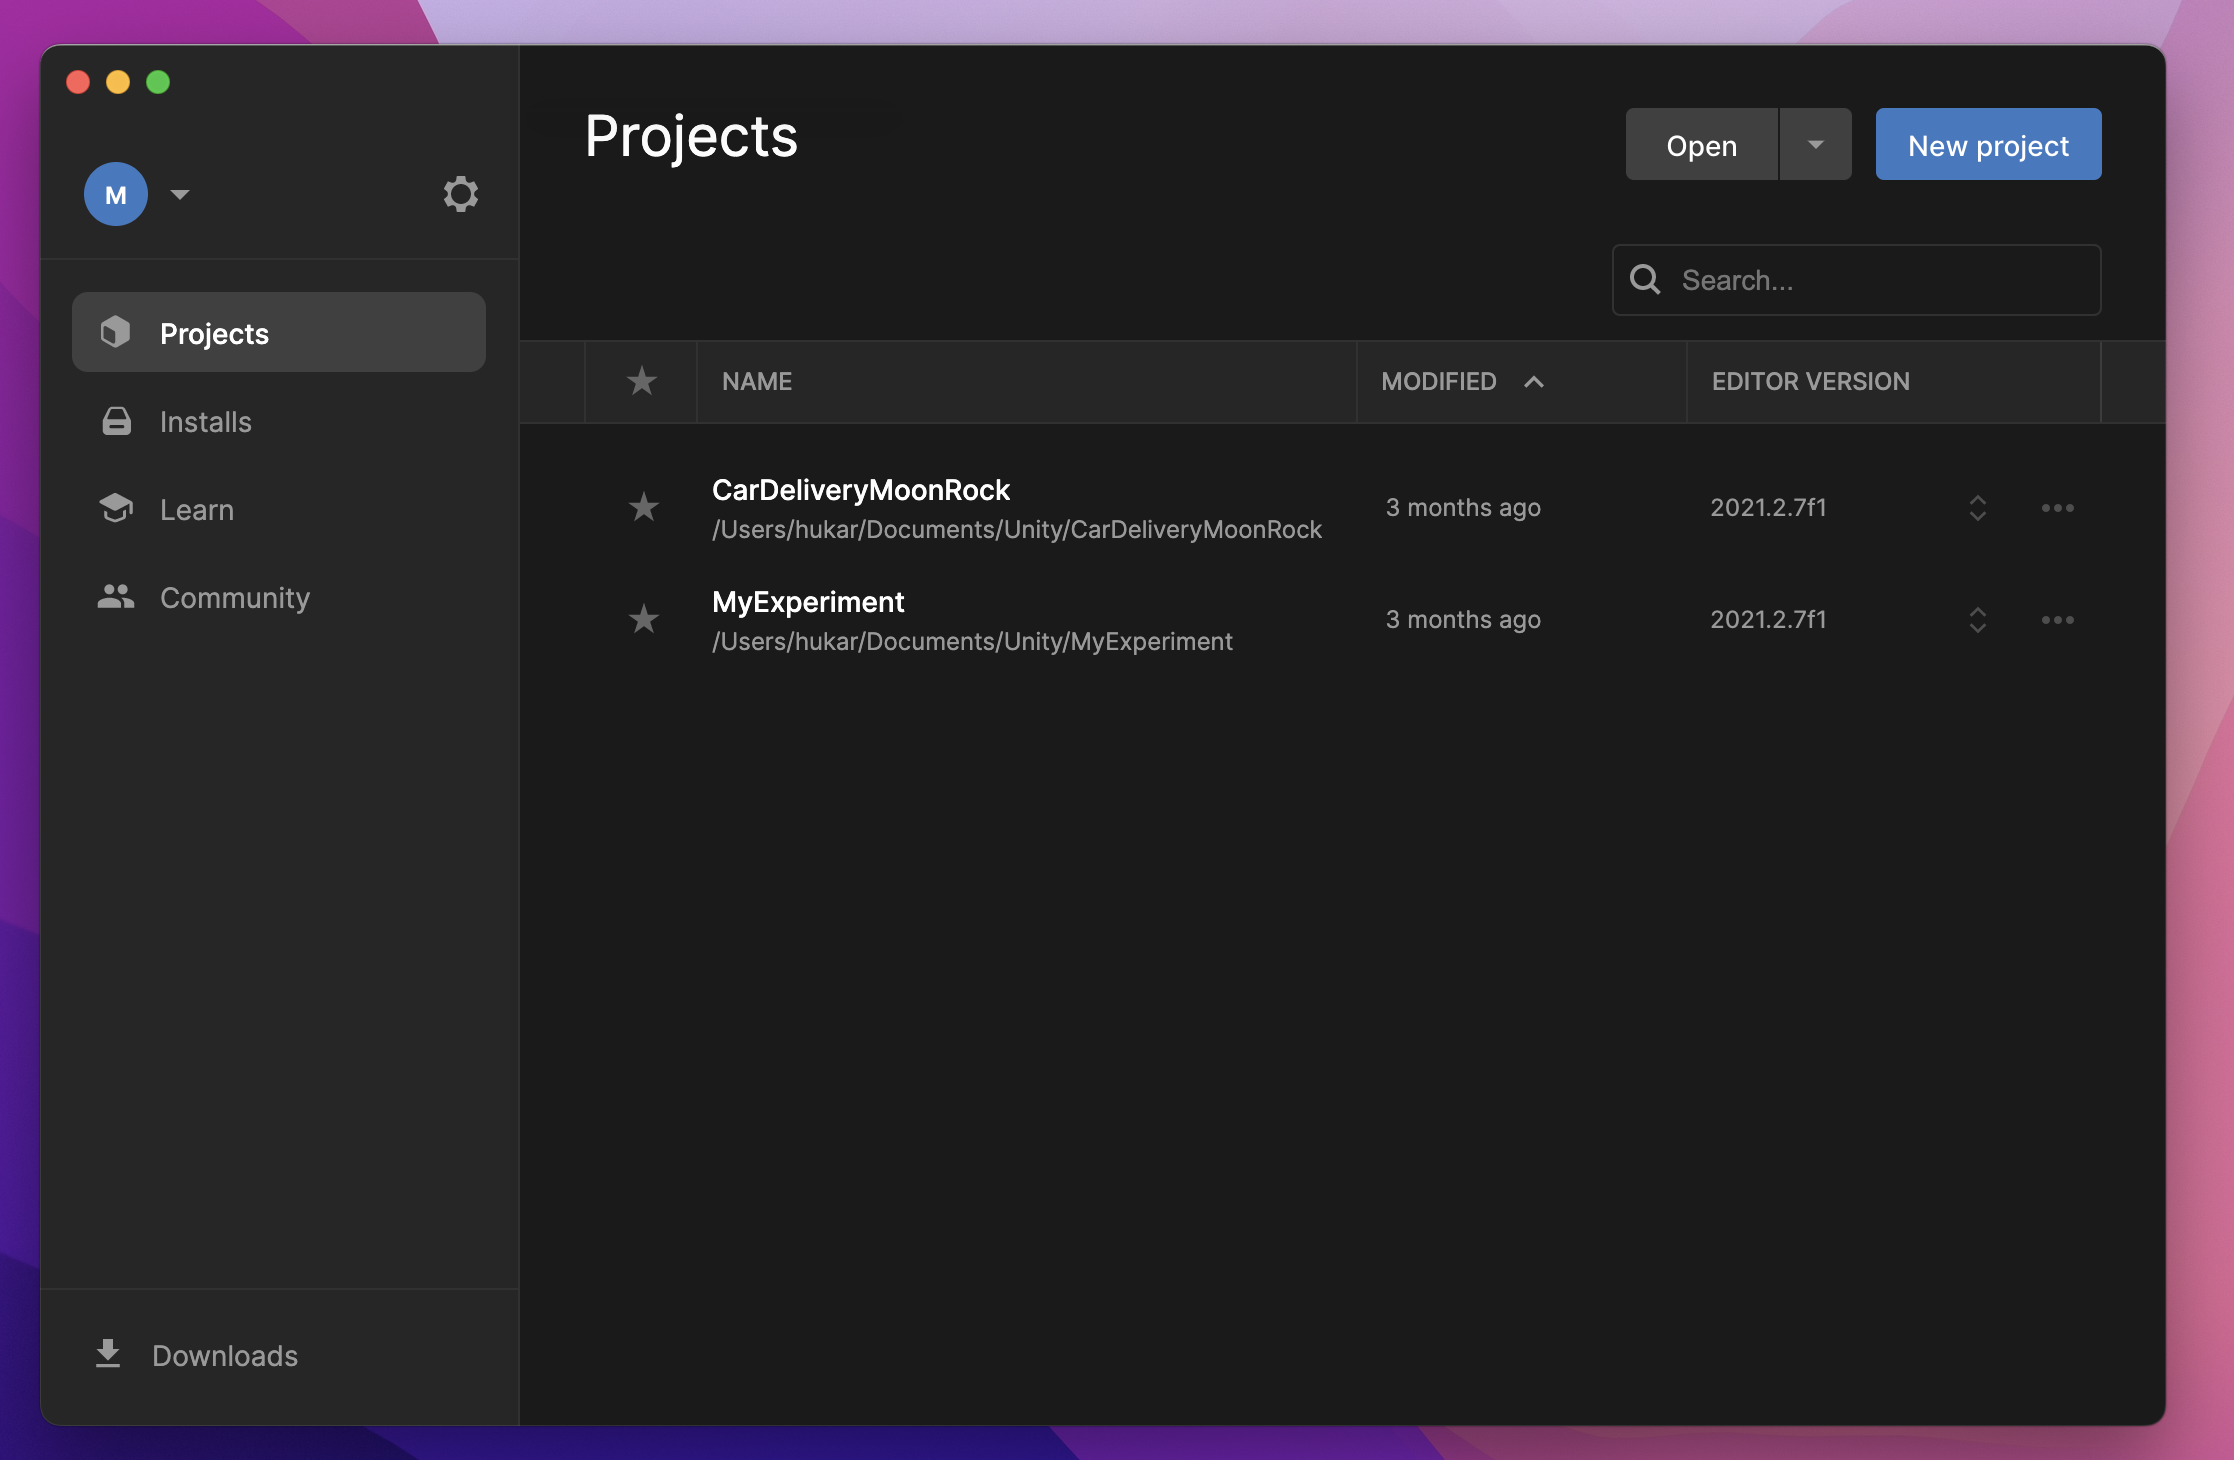 M
Projects
Installs
Learn
Community
Downloads
Projects
Open
New project
Search...
NAME
MODIFIED
EDITOR VERSION
CarDeliveryMoonRock
/Users/hukar/Documents/Unity/CarDeliveryMoonRock
3 months ago
2021.2.7f1
MyExperiment
/Users/hukar/Documents/Unity/MyExperiment
3 months ago
2021.2.7f1